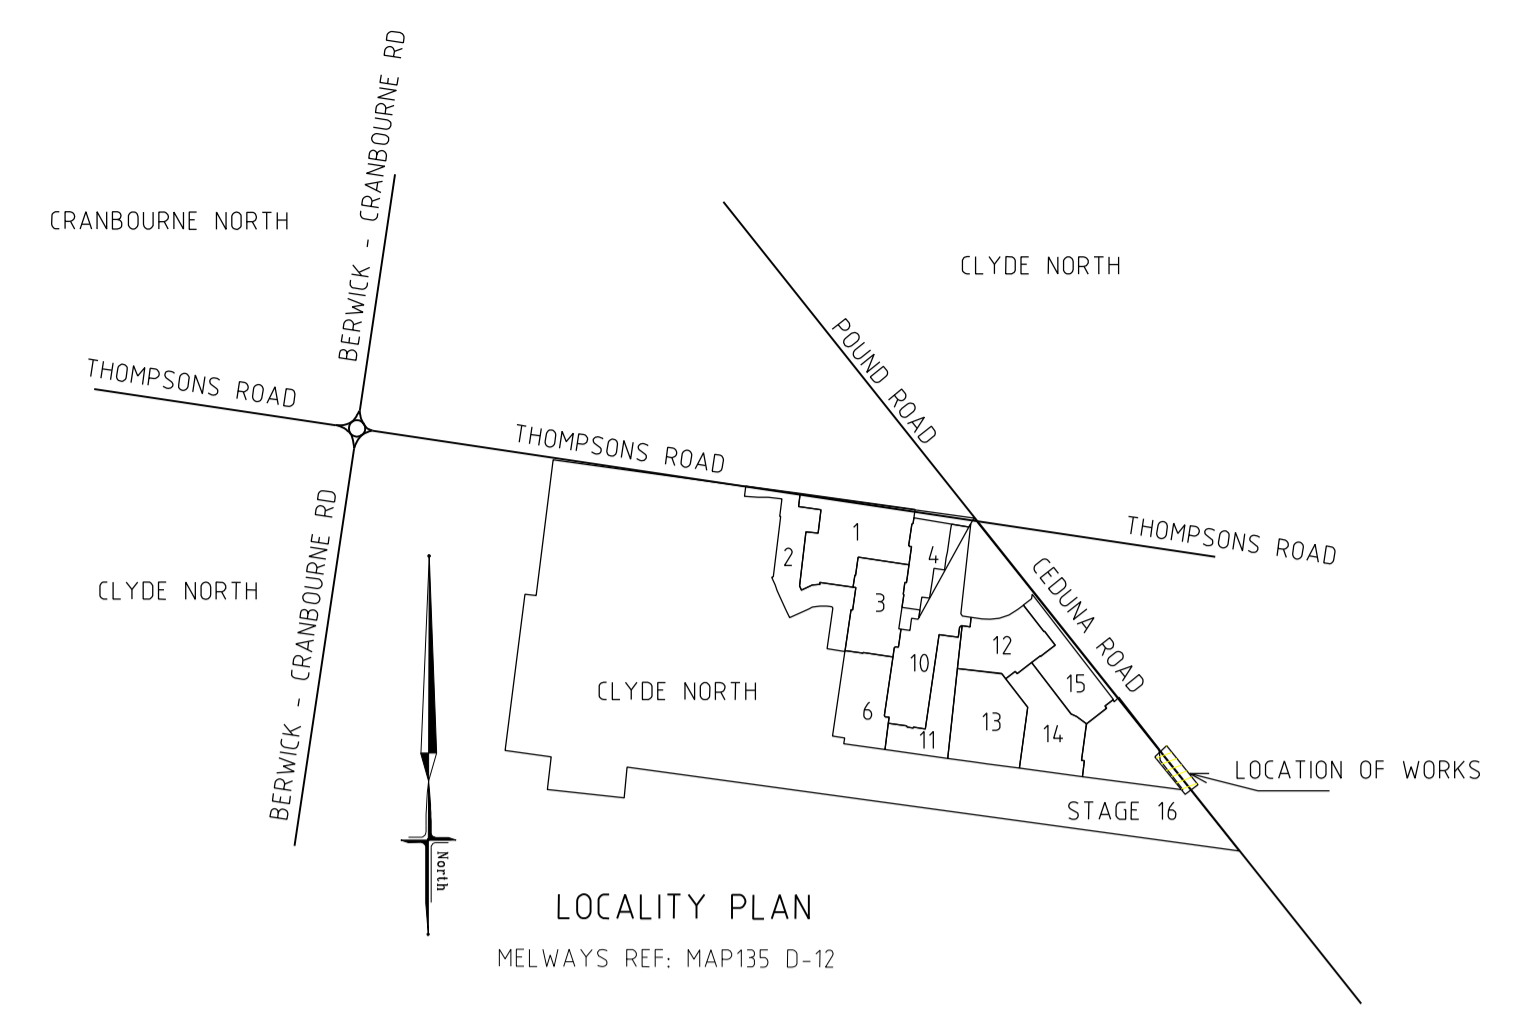 BERWICK - CRANBOURNE RD
CRANBOURNE NORTH
CLYDE NORTH
POUND ROAD
THOMPSONS ROAD
THOMPSONS ROAD
THOMPSONS ROAD
1
2
4
3
CEDUNA ROAD
CLYDE NORTH
BERWICK - CRANBOURNE RD
12
10
15
CLYDE NORTH
6
11
13
14
LOCATION OF WORKS
STAGE 16
North
LOCALITY PLAN
MELWAYS REF: MAP135 D-12